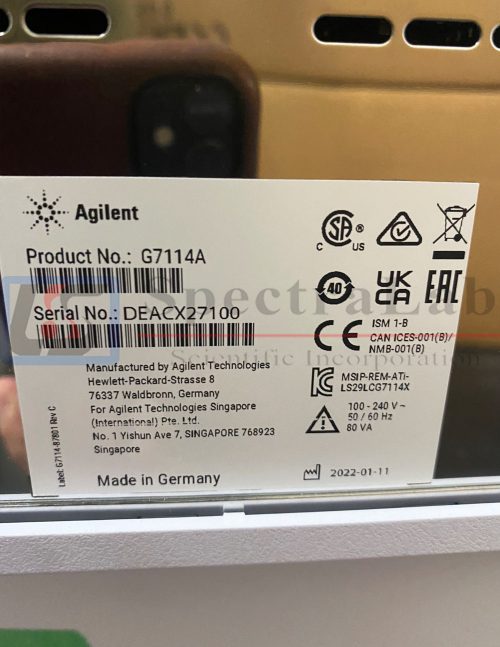 Agilent
Product No.: G7114A
Serial No.: DEACX27100
Manufactured by Agilent Technologies
Hewlett-Packard-Strasse 8
76337 Waldbronn, Germany
For Agilent Technologies Singapore
(International) Pte. Ltd.
No. 1 Yishun Ave 7, SINGAPORE 768923
Singapore
Made in Germany
Label: G7114-87801 Rev C
C SA ® US
40
UK CA
EAC
CE
ISM 1-B
CAN ICES-001(B)/
NMB-001(B)
MSIP-REM-ATi-
LS29LCG7114X
100 - 240 V ~
50 / 60 Hz
80 VA
2022-01-11
SpectraLab
Scientific Incorporation